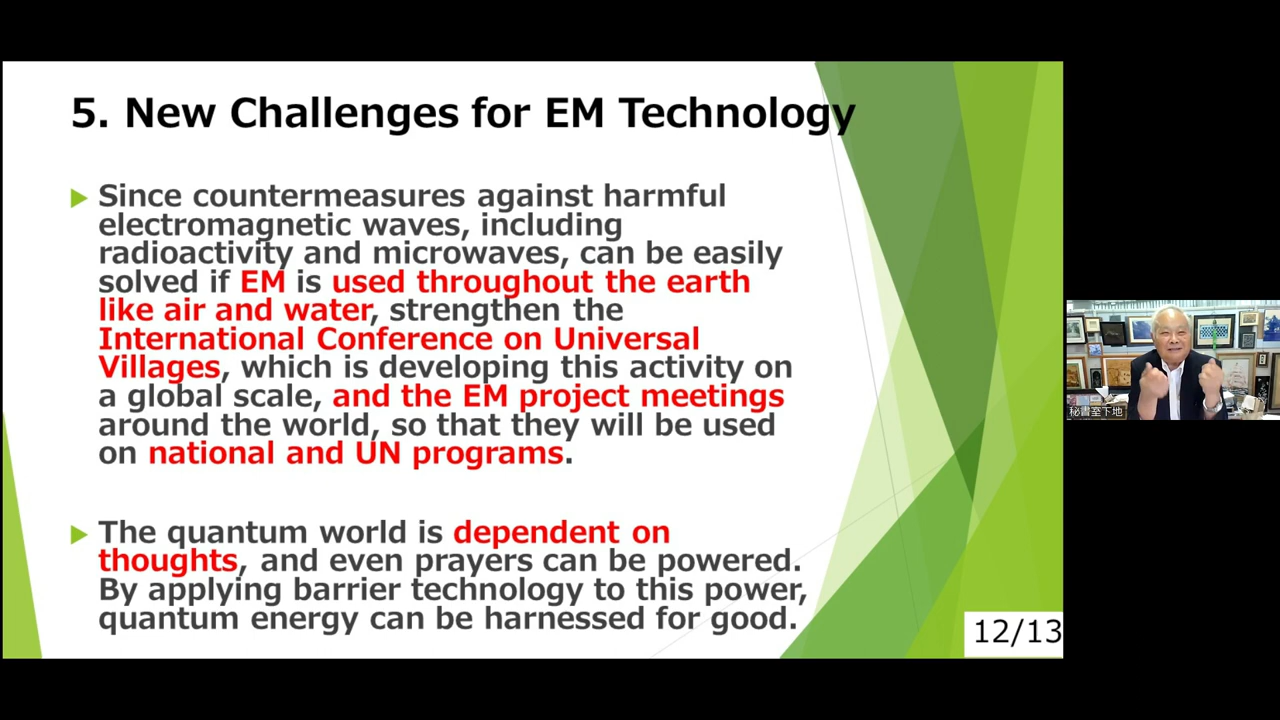 5. New Challenges for EM Technology
Since countermeasures against harmful
electromagnetic waves, including
radioactivity and microwaves, can be easily
solved if EM is used throughout the earth
like air and water, strengthen the
International Conference on Universal
Villages, which is developing this activity on
a global scale, and the EM project meetings
around the world, so that they will be used
on national and UN programs.
The quantum world is dependent on
thoughts, and even prayers can be powered.
By applying barrier technology to this power,
quantum energy can be harnessed for good.
12/13
秘書室下地